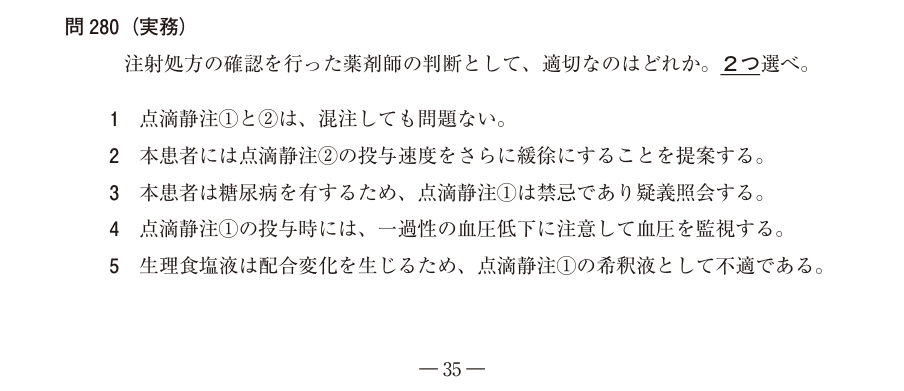 問 280（実務）
注射処方の確認を行った薬剤師の判断として、適切なのはどれか。２つ選べ。
1 点滴静注①と②は、混注しても問題ない。
2 本患者には点滴静注②の投与速度をさらに緩徐にすることを提案する。
3 本患者は糖尿病を有するため、点滴静注①は禁忌であり疑義照会する。
4 点滴静注①の投与時には、一過性の血圧低下に注意して血圧を監視する。
5 生理食塩液は配合変化を生じるため、点滴静注①の希釈液として不適である。
― 35 ―